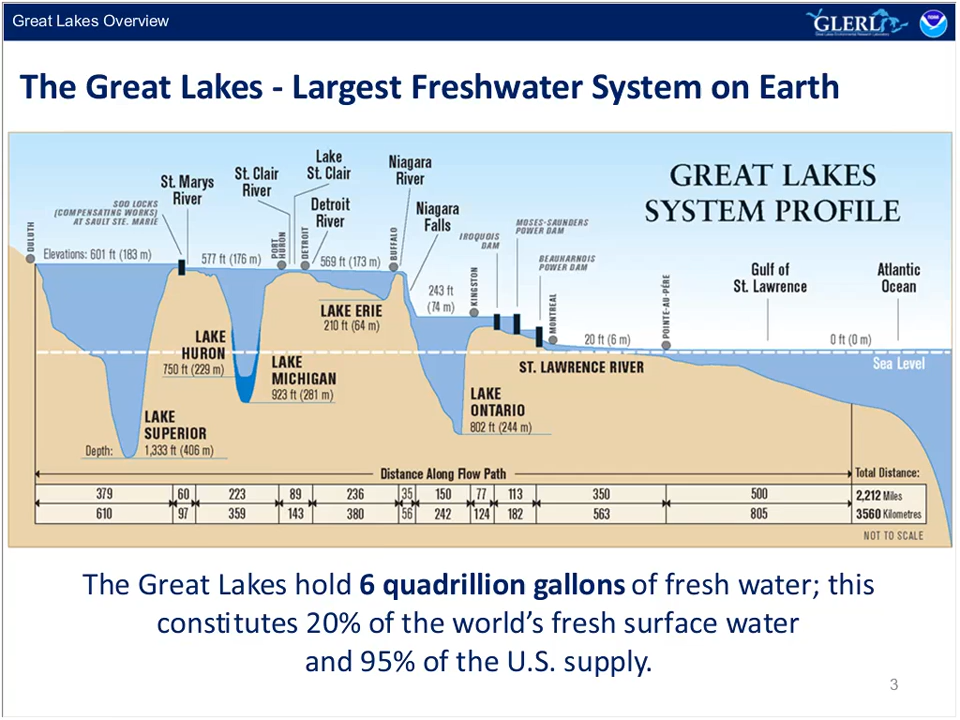 Great Lakes Overview
GLERL
The Great Lakes - Largest Freshwater System on Earth
GREAT LAKES
SYSTEM PROFILE
DULUTH
Elevations: 601 ft (183 m)
SOO LOCKS
(COMPENSATING WORKS)
AT SAULT STE. MARIE
St. Marys
River
577 ft (176 m)
St. Clair
River
PORT
HURON
Lake
St. Clair
DETROIT
Detroit
River
569 ft (173 m)
BUFFALO
Niagara
River
Niagara
Falls
243 ft
(74 m)
KINGSTON
IROQUOIS
DAM
MOSES-SAUNDERS
POWER DAM
BEAUHARNOIS
POWER DAM
MONTREAL
20 ft (6 m)
POINTE-AU-PÈRE
Gulf of
St. Lawrence
Atlantic
Ocean
0 ft (0 m)
Sea Level
LAKE ERIE
210 ft (64 m)
LAKE
HURON
750 ft (229 m)
LAKE
MICHIGAN
923 ft (281 m)
ST. LAWRENCE RIVER
LAKE
ONTARIO
802 ft (244 m)
LAKE
SUPERIOR
Depth: 1,333 ft (406 m)
Distance Along Flow Path
Total Distance:
379 60 223 89 236 35 150 77 113 350 500 2,212 Miles
610 97 359 143 380 56 242 124 182 563 805 3560 Kilometres
NOT TO SCALE
The Great Lakes hold 6 quadrillion gallons of fresh water; this
constitutes 20% of the world's fresh surface water
and 95% of the U.S. supply.
3